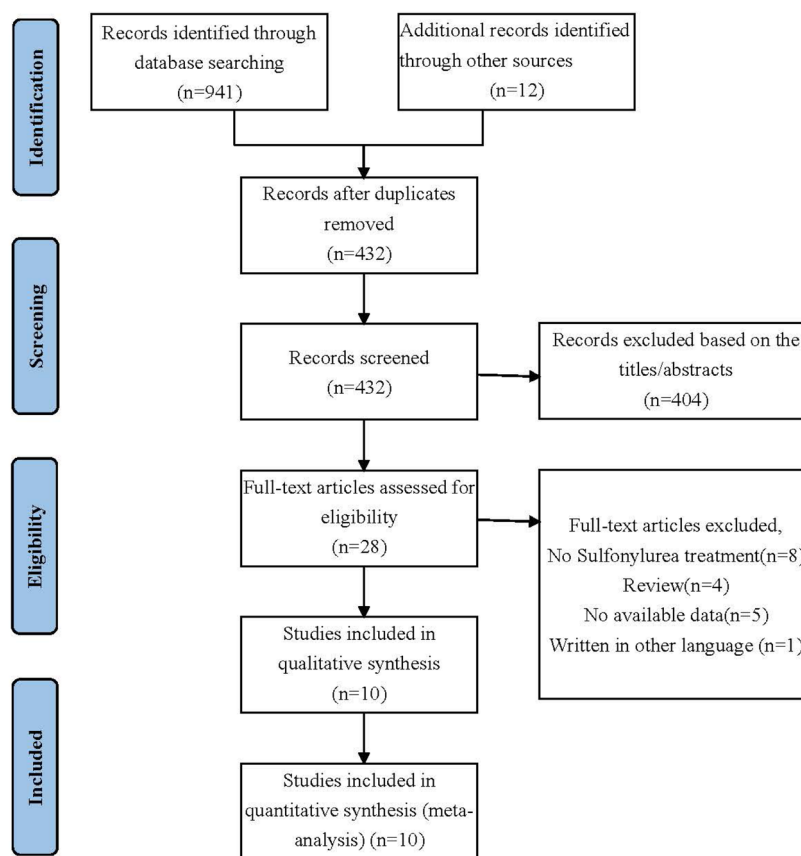 Identification
Records identified through
database searching
(n=941)
Additional records identified
through other sources
(n=12)
Records after duplicates
removed
(n=432)
Screening
Records screened
(n=432)
Records excluded based on the
titles/abstracts
(n=404)
Eligibility
Full-text articles assessed for
eligibility
(n=28)
Full-text articles excluded,
No Sulfonylurea treatment(n=8)
Review(n=4)
No available data(n=5)
Written in other language (n=1)
Studies included in
qualitative synthesis
(n=10)
Included
Studies included in
quantitative synthesis (meta-
analysis) (n=10)